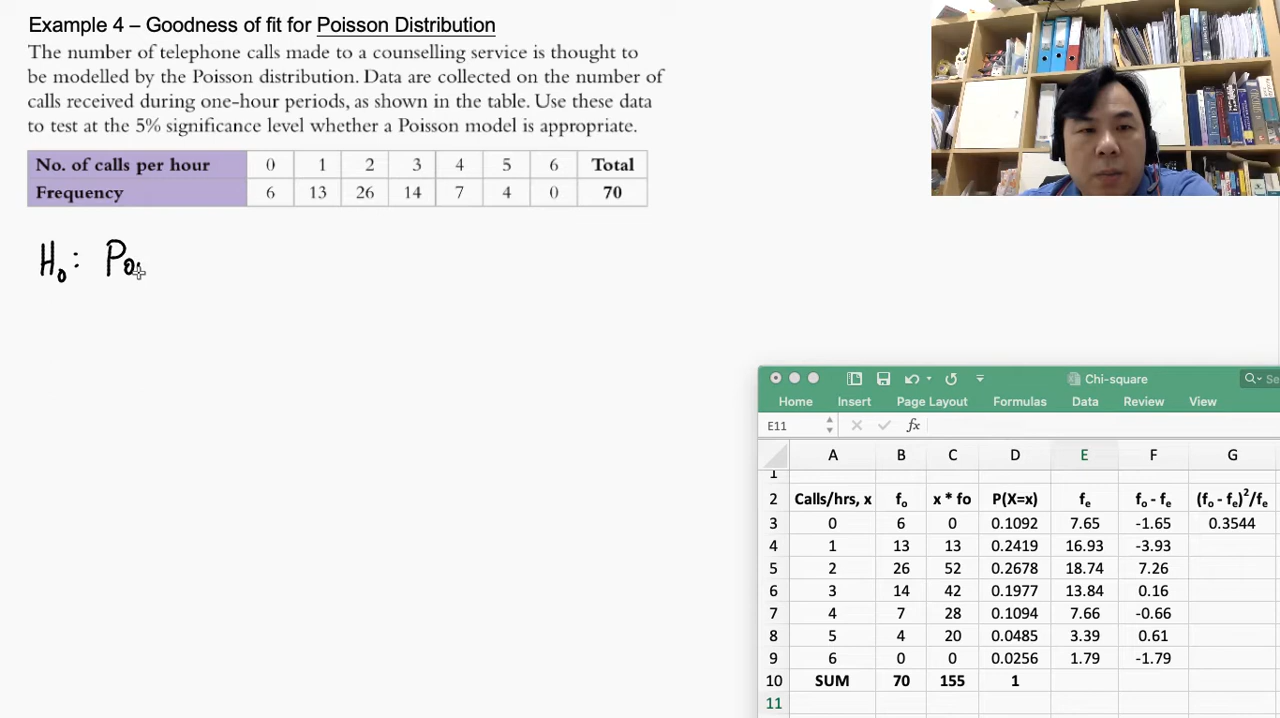 Example 4 – Goodness of fit for Poisson Distribution
The number of telephone calls made to a counselling service is thought to
be modelled by the Poisson distribution. Data are collected on the number of
calls received during one-hour periods, as shown in the table. Use these data
to test at the 5% significance level whether a Poisson model is appropriate.
No. of calls per hour 0 1 2 3 4 5 6 Total
Frequency 6 13 26 14 7 4 0 70
H₀: Poi
Chi-square
Home Insert Page Layout Formulas Data Review View
E11 fx
A B C D E F G
1
2 Calls/hrs, x fₒ x * fo P(X=x) fₑ fₒ - fₑ (fₒ - fₑ)²/fₑ
3 0 6 0 0.1092 7.65 -1.65 0.3544
4 1 13 13 0.2419 16.93 -3.93
5 2 26 52 0.2678 18.74 7.26
6 3 14 42 0.1977 13.84 0.16
7 4 7 28 0.1094 7.66 -0.66
8 5 4 20 0.0485 3.39 0.61
9 6 0 0 0.0256 1.79 -1.79
10 SUM 70 155 1
11